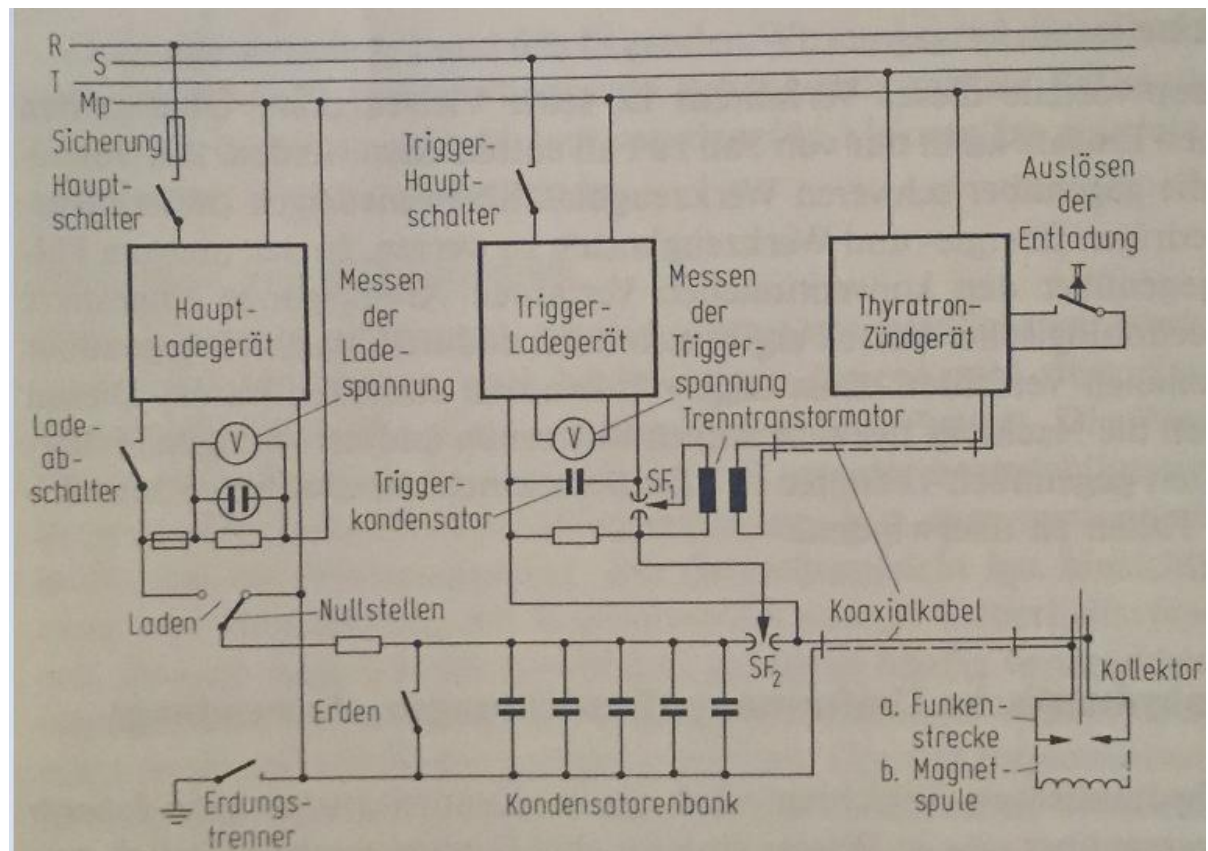 R
S
T
Mp
Sicherung
Haupt-
schalter
Trigger-
Haupt-
schalter
Auslösen
der
Entladung
Haupt-
Ladegerät
Messen
der
Lade-
spannung
Trigger-
Ladegerät
Messen
der
Trigger-
spannung
Thyratron-
Zündgerät
Trenntransformator
Lade-
ab-
schalter
V
V
Trigger-
kondensator
SF1
Laden
Nullstellen
Koaxialkabel
SF2
Kollektor
Erden
a. Funken-
strecke
b. Magnet-
spule
Erdungs-
trenner
Kondensatorenbank